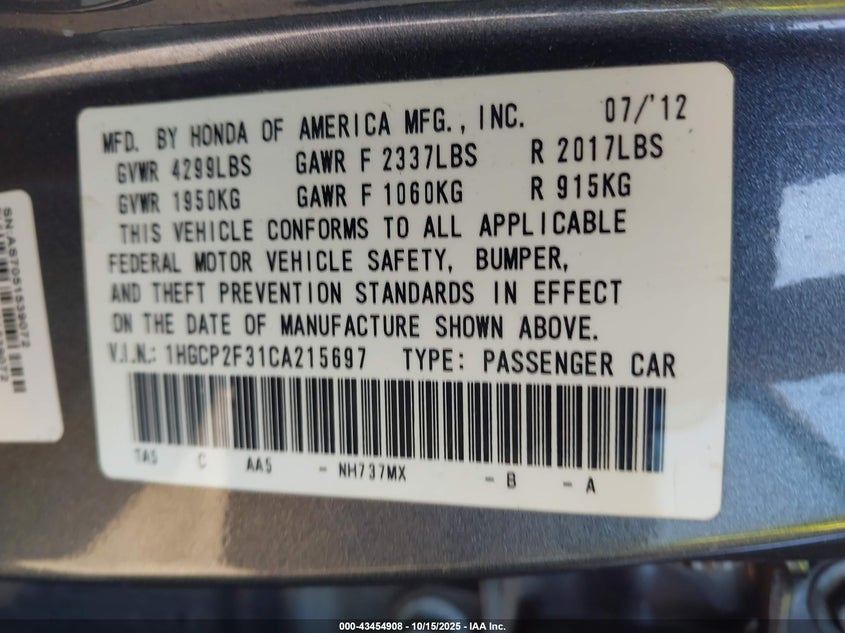 MFD. BY HONDA OF AMERICA MFG., INC. 07/'12
GVWR 4299LBS GAWR F 2337LBS R 2017LBS
GVWR 1950KG GAWR F 1060KG R 915KG
THIS VEHICLE CONFORMS TO ALL APPLICABLE
FEDERAL MOTOR VEHICLE SAFETY, BUMPER,
AND THEFT PREVENTION STANDARDS IN EFFECT
ON THE DATE OF MANUFACTURE SHOWN ABOVE.
V.I.N.: 1HGCP2F31CA215697 TYPE: PASSENGER CAR
TA5 C AA5 - NH737MX - B - A
SN:AS7051539072
000-43454908 - 10/15/2025 - IAA Inc.